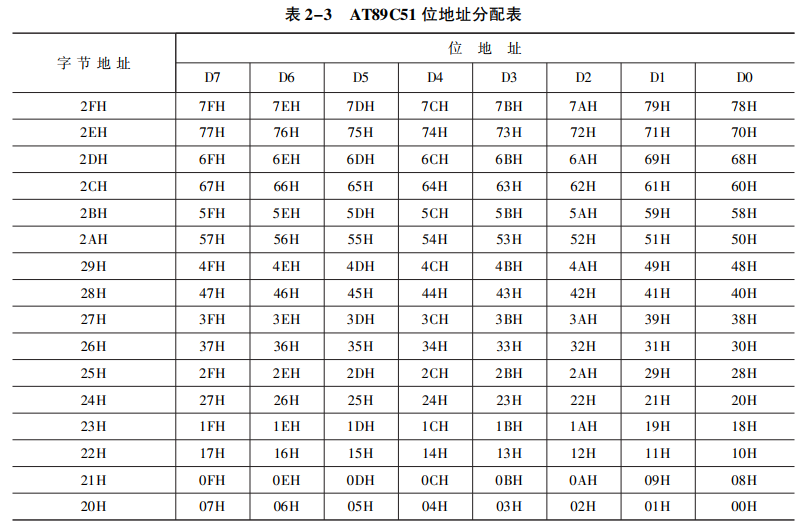 表 2-3 AT89C51 位地址分配表
字节地址 位地址
D7 D6 D5 D4 D3 D2 D1 D0
2FH 7FH 7EH 7DH 7CH 7BH 7AH 79H 78H
2EH 77H 76H 75H 74H 73H 72H 71H 70H
2DH 6FH 6EH 6DH 6CH 6BH 6AH 69H 68H
2CH 67H 66H 65H 64H 63H 62H 61H 60H
2BH 5FH 5EH 5DH 5CH 5BH 5AH 59H 58H
2AH 57H 56H 55H 54H 53H 52H 51H 50H
29H 4FH 4EH 4DH 4CH 4BH 4AH 49H 48H
28H 47H 46H 45H 44H 43H 42H 41H 40H
27H 3FH 3EH 3DH 3CH 3BH 3AH 39H 38H
26H 37H 36H 35H 34H 33H 32H 31H 30H
25H 2FH 2EH 2DH 2CH 2BH 2AH 29H 28H
24H 27H 26H 25H 24H 23H 22H 21H 20H
23H 1FH 1EH 1DH 1CH 1BH 1AH 19H 18H
22H 17H 16H 15H 14H 13H 12H 11H 10H
21H 0FH 0EH 0DH 0CH 0BH 0AH 09H 08H
20H 07H 06H 05H 04H 03H 02H 01H 00H